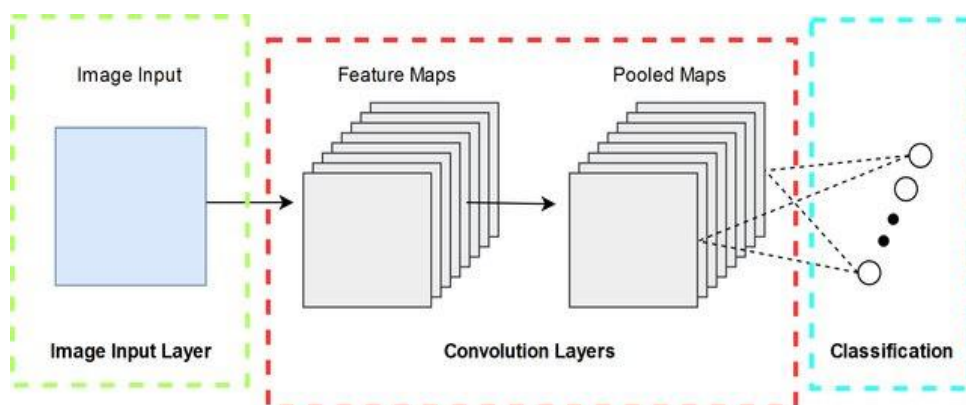 Image Input
Feature Maps
Pooled Maps
Image Input Layer
Convolution Layers
Classification